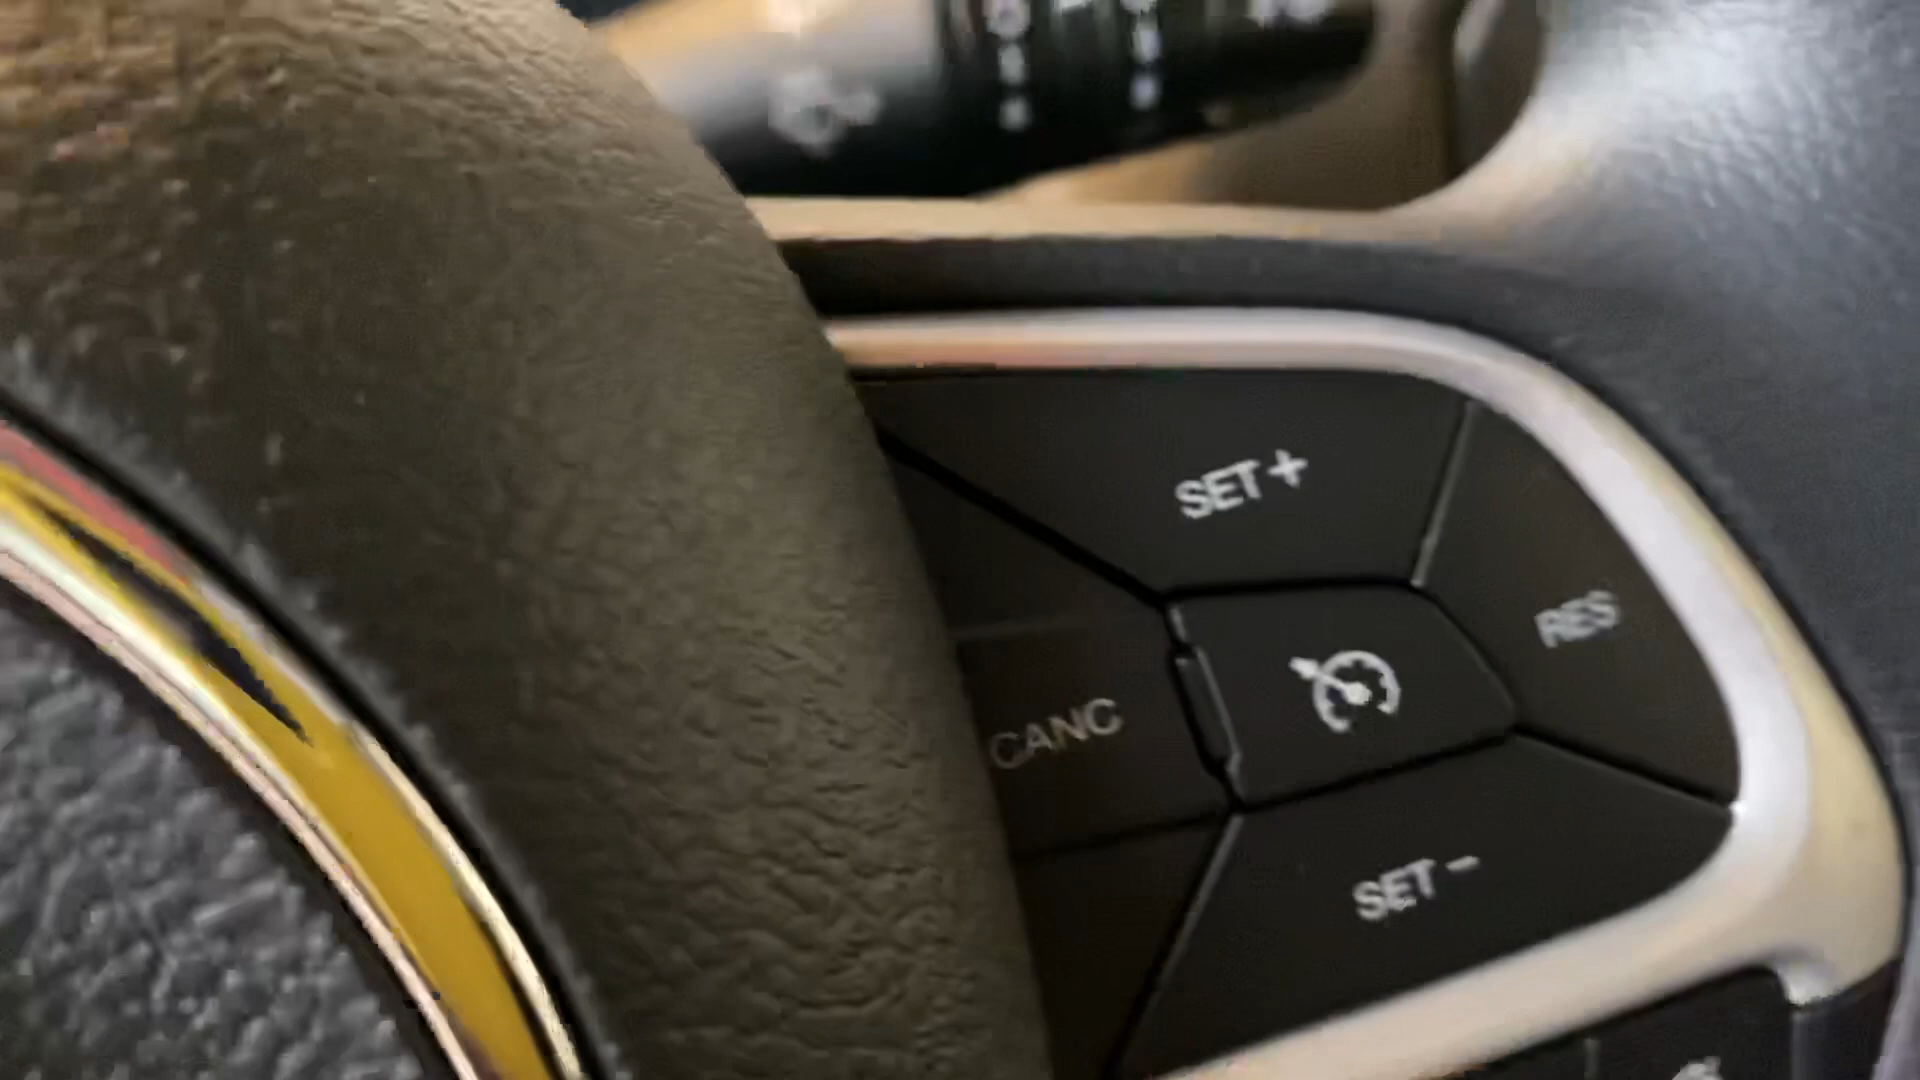 SET +
RES
CANC
SET -